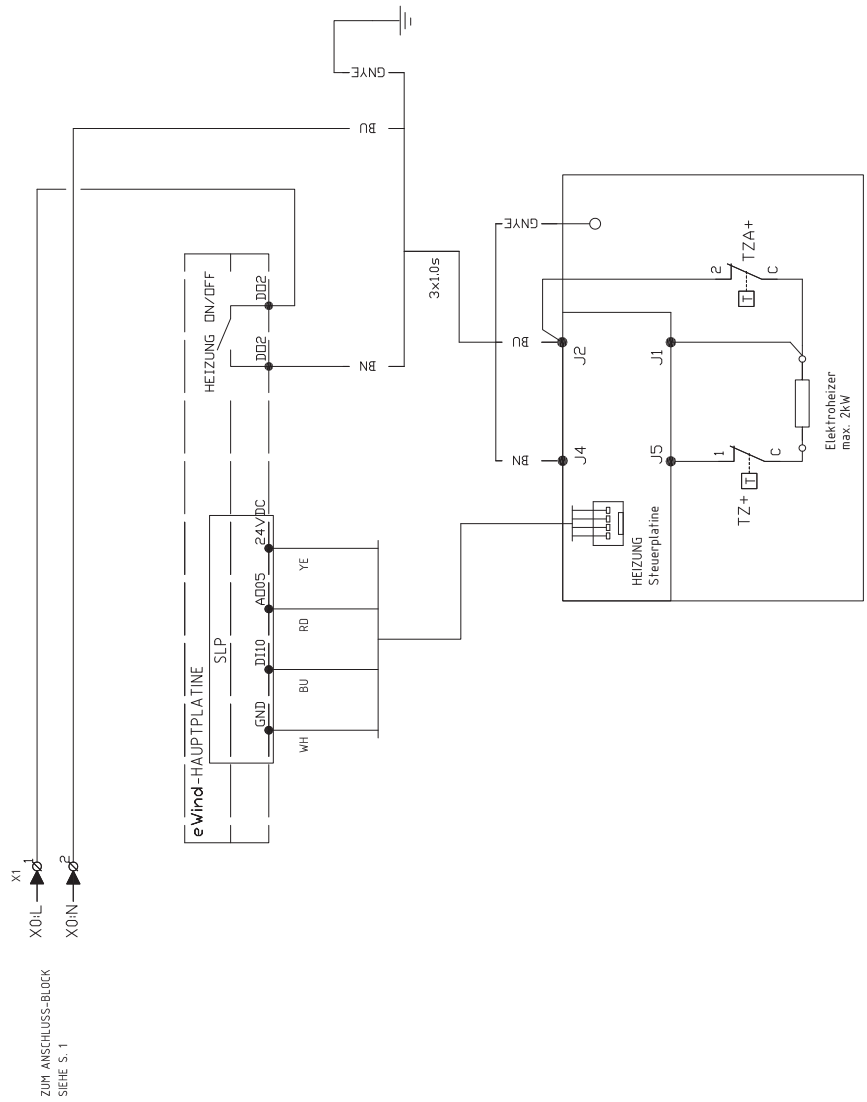 GNYE
BU
3x1.0s
BN
HEIZUNG ON/OFF
DO2
DO2
eWind-HAUPTPLATINE
SLP
24VDC
AO05
DI10
GND
YE
RD
BU
WH
X1
1
2
X0:L
X0:N
ZUM ANSCHLUSS-BLOCK
SIEHE S. 1
GNYE
BU
BN
J2
J4
J1
J5
2
C
T
TZA+
1
C
T
TZ+
HEIZUNG
Steuerplatine
Elektroheizer
max. 2kW